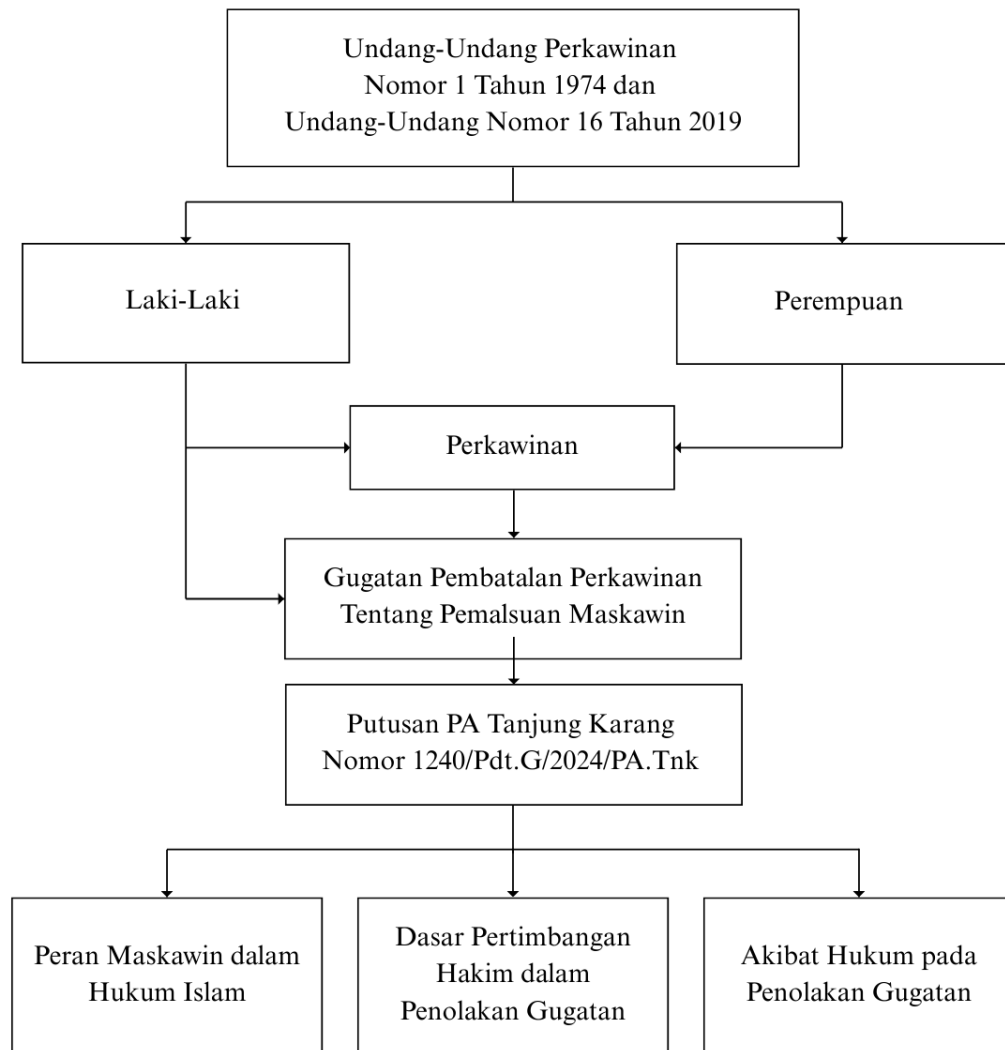 Undang-Undang Perkawinan
Nomor 1 Tahun 1974 dan
Undang-Undang Nomor 16 Tahun 2019
Laki-Laki
Perempuan
Perkawinan
Gugatan Pembatalan Perkawinan
Tentang Pemalsuan Maskawin
Putusan PA Tanjung Karang
Nomor 1240/Pdt.G/2024/PA.Tnk
Peran Maskawin dalam
Hukum Islam
Dasar Pertimbangan
Hakim dalam
Penolakan Gugatan
Akibat Hukum pada
Penolakan Gugatan